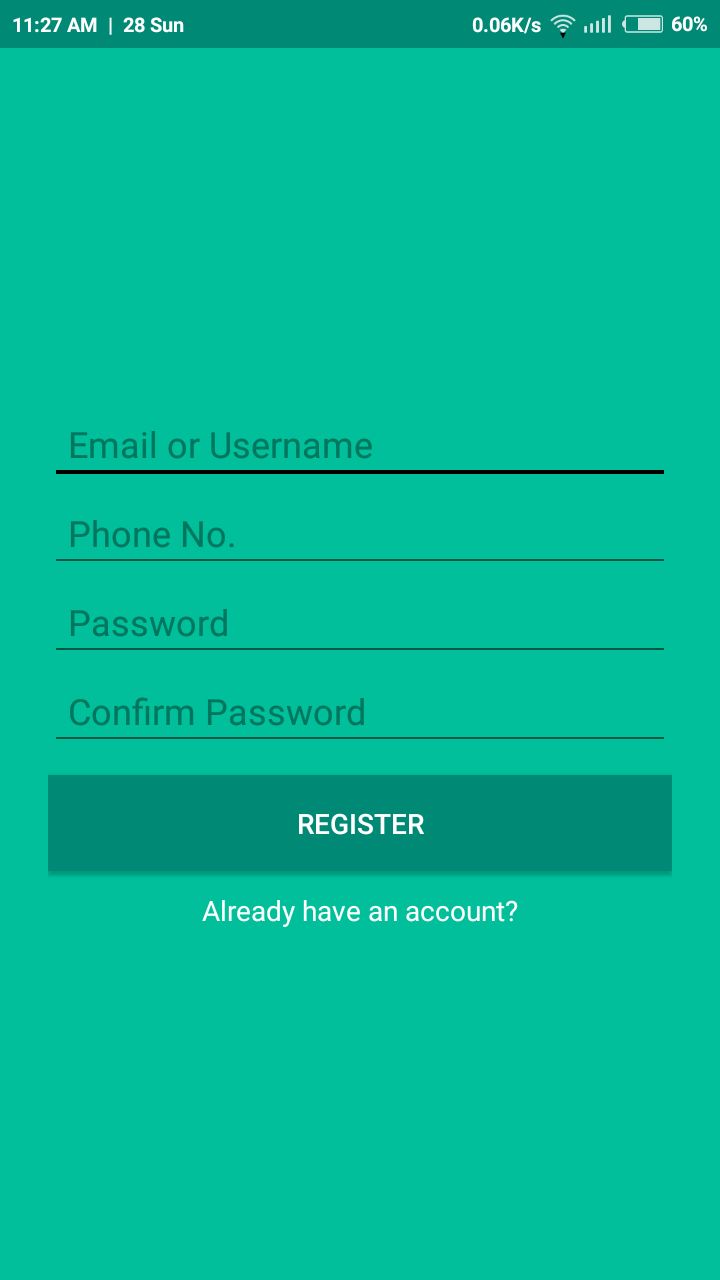 11:27 AM | 28 Sun 0.06K/s 60%
Email or Username
Phone No.
Password
Confirm Password
REGISTER
Already have an account?